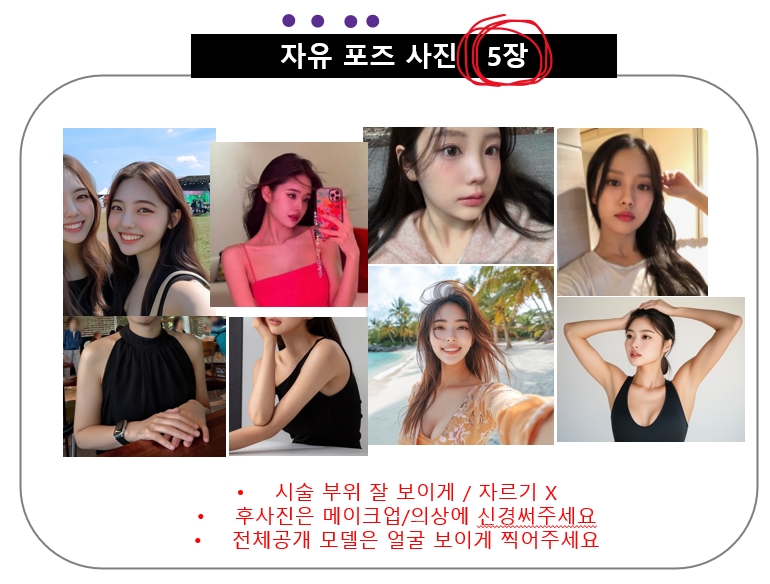 자유 포즈 사진 5장
• 시술 부위 잘 보이게 / 자르기 X
• 후사진은 메이크업/의상에 신경써주세요
• 전체공개 모델은 얼굴 보이게 찍어주세요